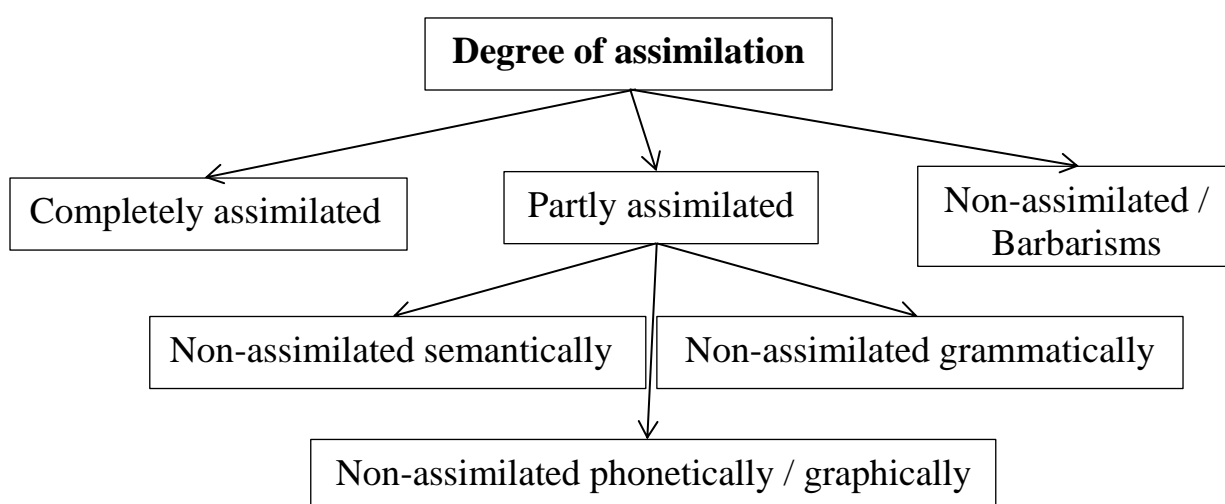 Degree of assimilation
Completely assimilated
Partly assimilated
Non-assimilated /
Barbarisms
Non-assimilated semantically
Non-assimilated grammatically
Non-assimilated phonetically / graphically